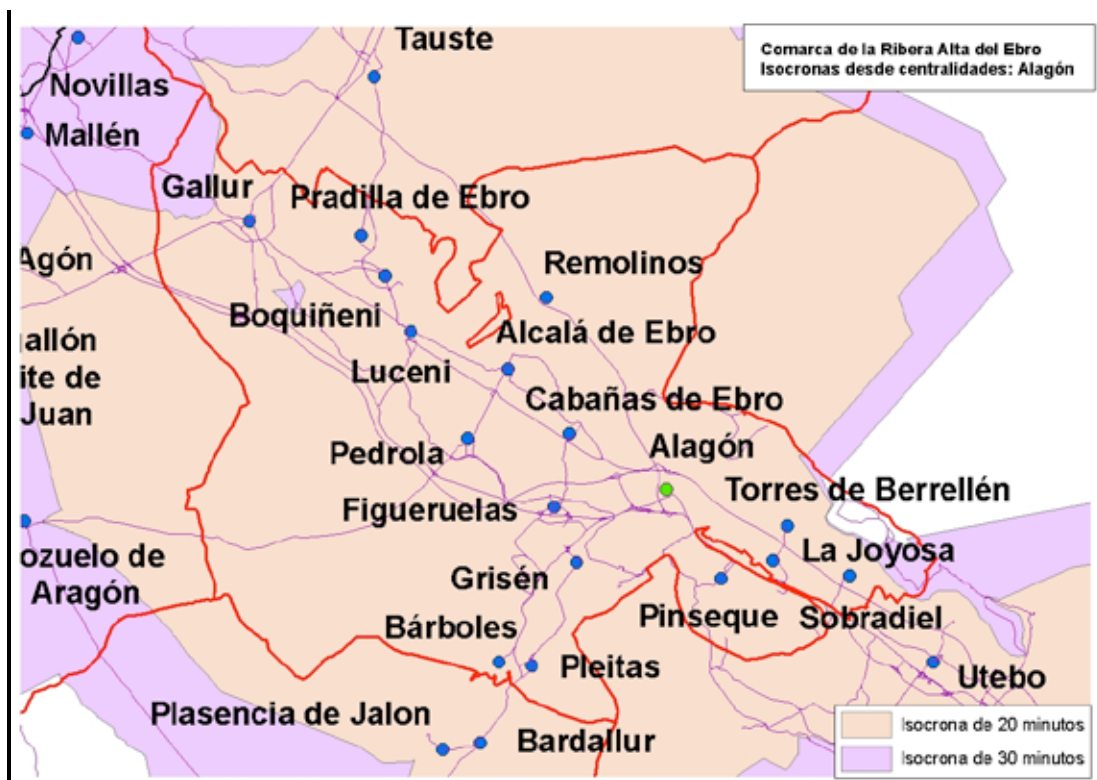 Comarca de la Ribera Alta del Ebro
Isocronas desde centralidades: Alagón
Tauste
Novillas
Mallén
Gallur
Pradilla de Ebro
Agón
Remolinos
Boquiñeni
Alcalá de Ebro
allón
ite de
Juan
Luceni
Cabañas de Ebro
Pedrola
Alagón
Figueruelas
Torres de Berrellén
ozuelo de
Aragón
Grisén
La Joyosa
Pinseque
Sobradiel
Bárboles
Pleitas
Utebo
Plasencia de Jalon
Bardallur
Isocrona de 20 minutos
Isocrona de 30 minutos